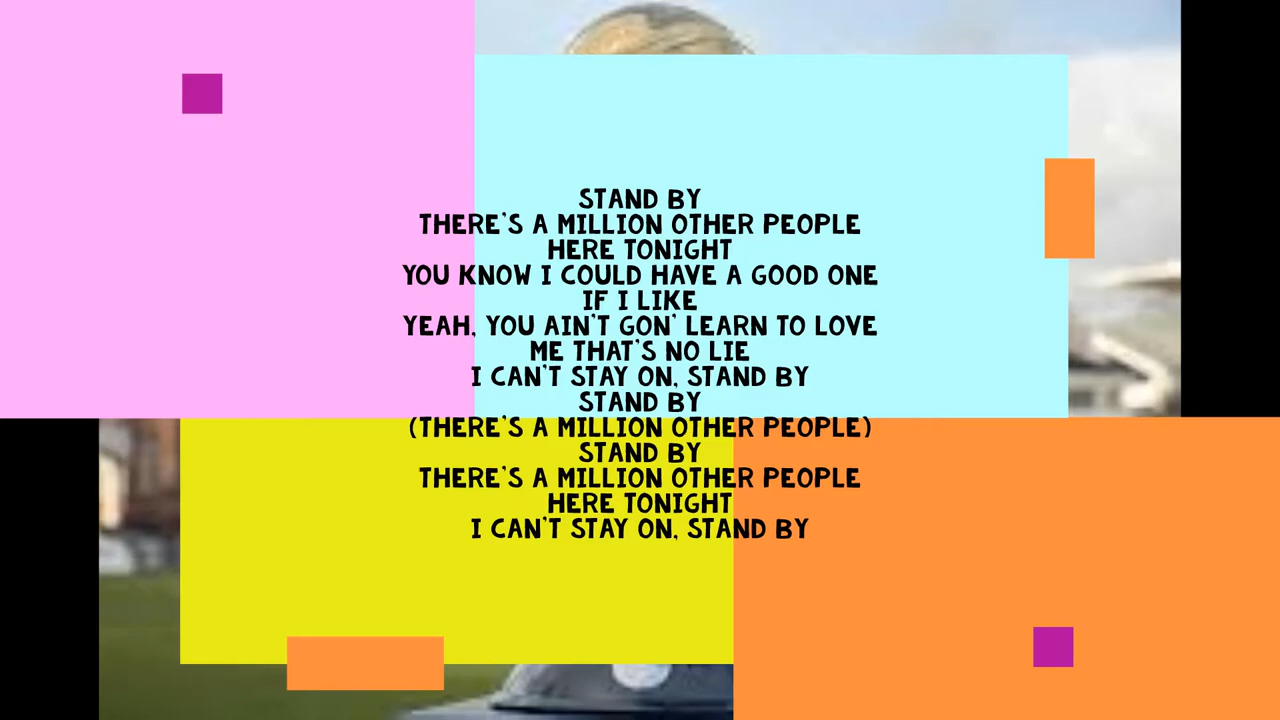 STAND BY
THERE'S A MILLION OTHER PEOPLE
HERE TONIGHT
YOU KNOW I COULD HAVE A GOOD ONE
IF I LIKE
YEAH, YOU AIN'T GON' LEARN TO LOVE
ME THAT'S NO LIE
I CAN'T STAY ON, STAND BY
STAND BY
(THERE'S A MILLION OTHER PEOPLE)
STAND BY
THERE'S A MILLION OTHER PEOPLE
HERE TONIGHT
I CAN'T STAY ON, STAND BY